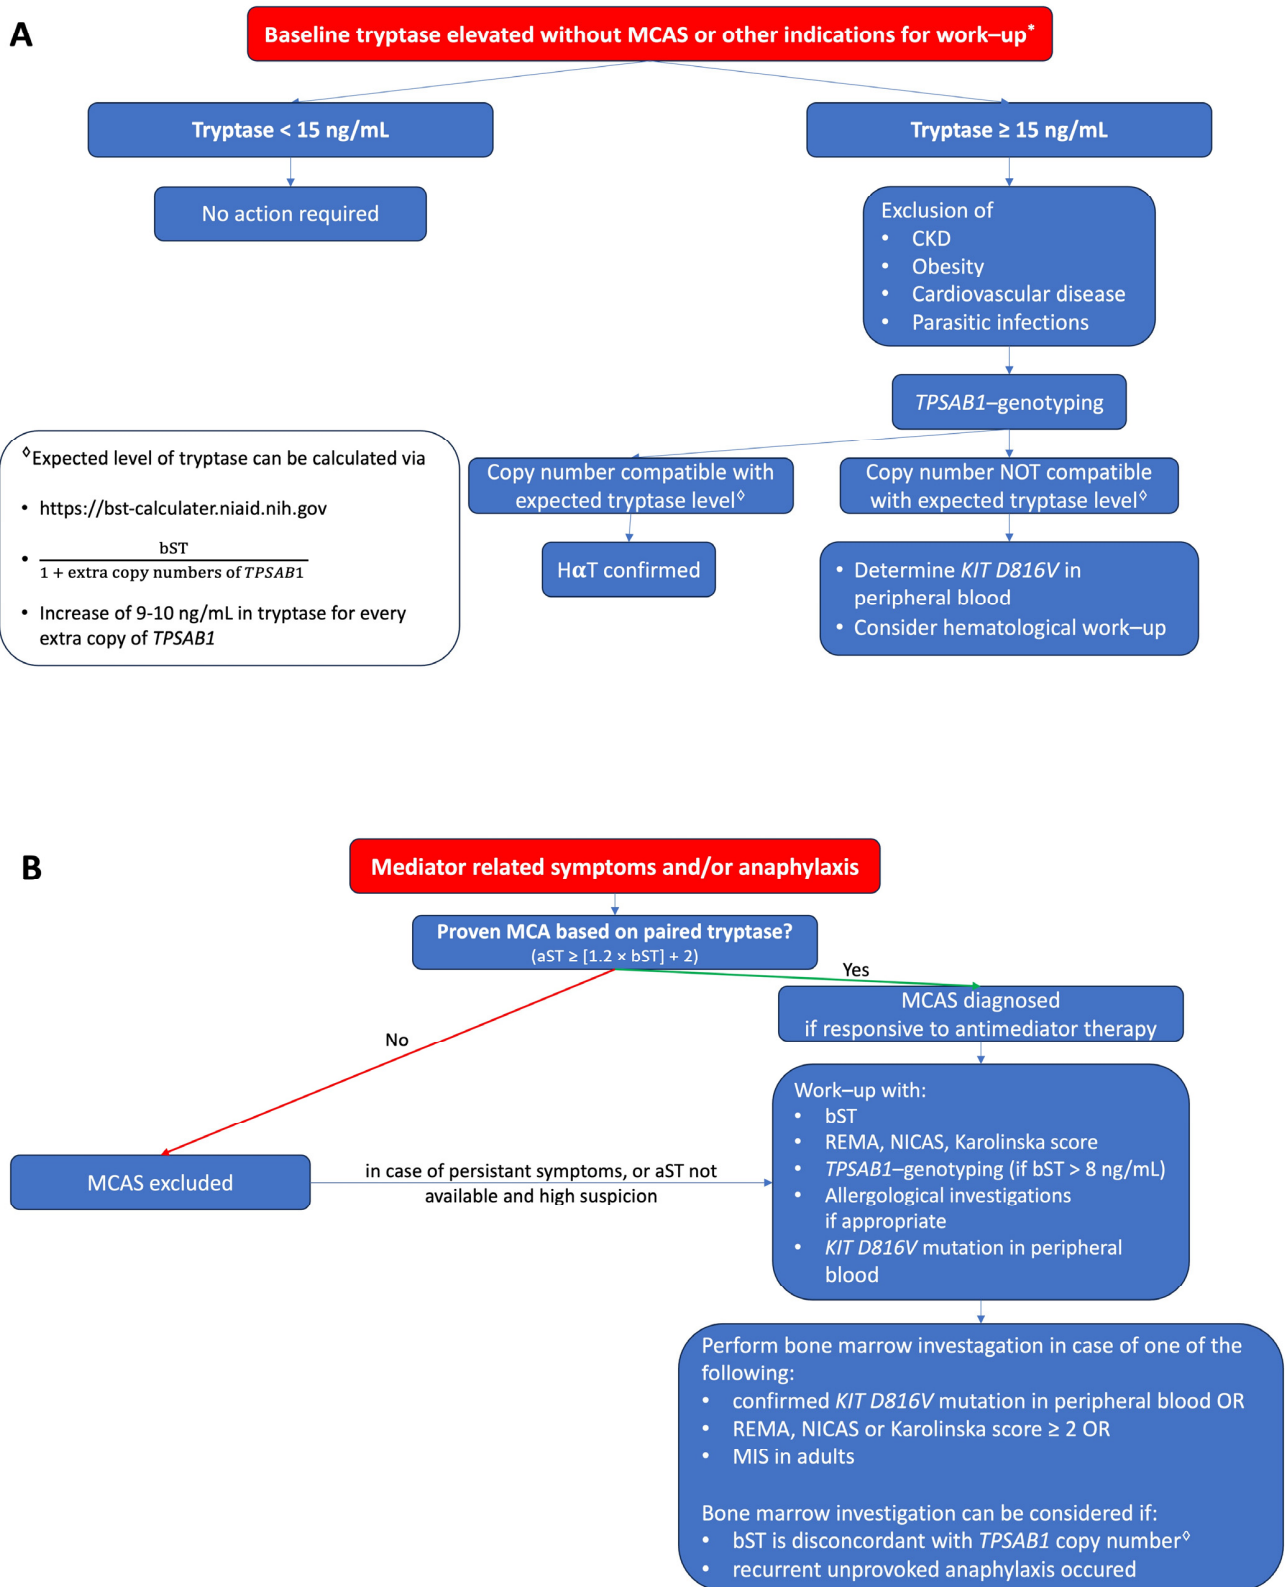 A
Baseline tryptase elevated without MCAS or other indications for work–up*
Tryptase < 15 ng/mL
Tryptase ≥ 15 ng/mL
No action required
Exclusion of
• CKD
• Obesity
• Cardiovascular disease
• Parasitic infections
TPSAB1–genotyping
Copy number compatible with
expected tryptase level◊
Copy number NOT compatible
with expected tryptase level◊
HαT confirmed
• Determine KIT D816V in
peripheral blood
• Consider hematological work–up
◊Expected level of tryptase can be calculated via
• https://bst-calculater.niaid.nih.gov
• bST
1 + extra copy numbers of TPSAB1
• Increase of 9-10 ng/mL in tryptase for every
extra copy of TPSAB1
B
Mediator related symptoms and/or anaphylaxis
Proven MCA based on paired tryptase?
(aST ≥ [1.2 × bST] + 2)
Yes
No
MCAS diagnosed
if responsive to antimediator therapy
MCAS excluded
in case of persistant symptoms, or aST not
available and high suspicion
Work–up with:
• bST
• REMA, NICAS, Karolinska score
• TPSAB1–genotyping (if bST > 8 ng/mL)
• Allergological investigations
if appropriate
• KIT D816V mutation in peripheral
blood
Perform bone marrow investagation in case of one of the
following:
• confirmed KIT D816V mutation in peripheral blood OR
• REMA, NICAS or Karolinska score ≥ 2 OR
• MIS in adults
Bone marrow investigation can be considered if:
• bST is disconcordant with TPSAB1 copy number◊
• recurrent unprovoked anaphylaxis occured